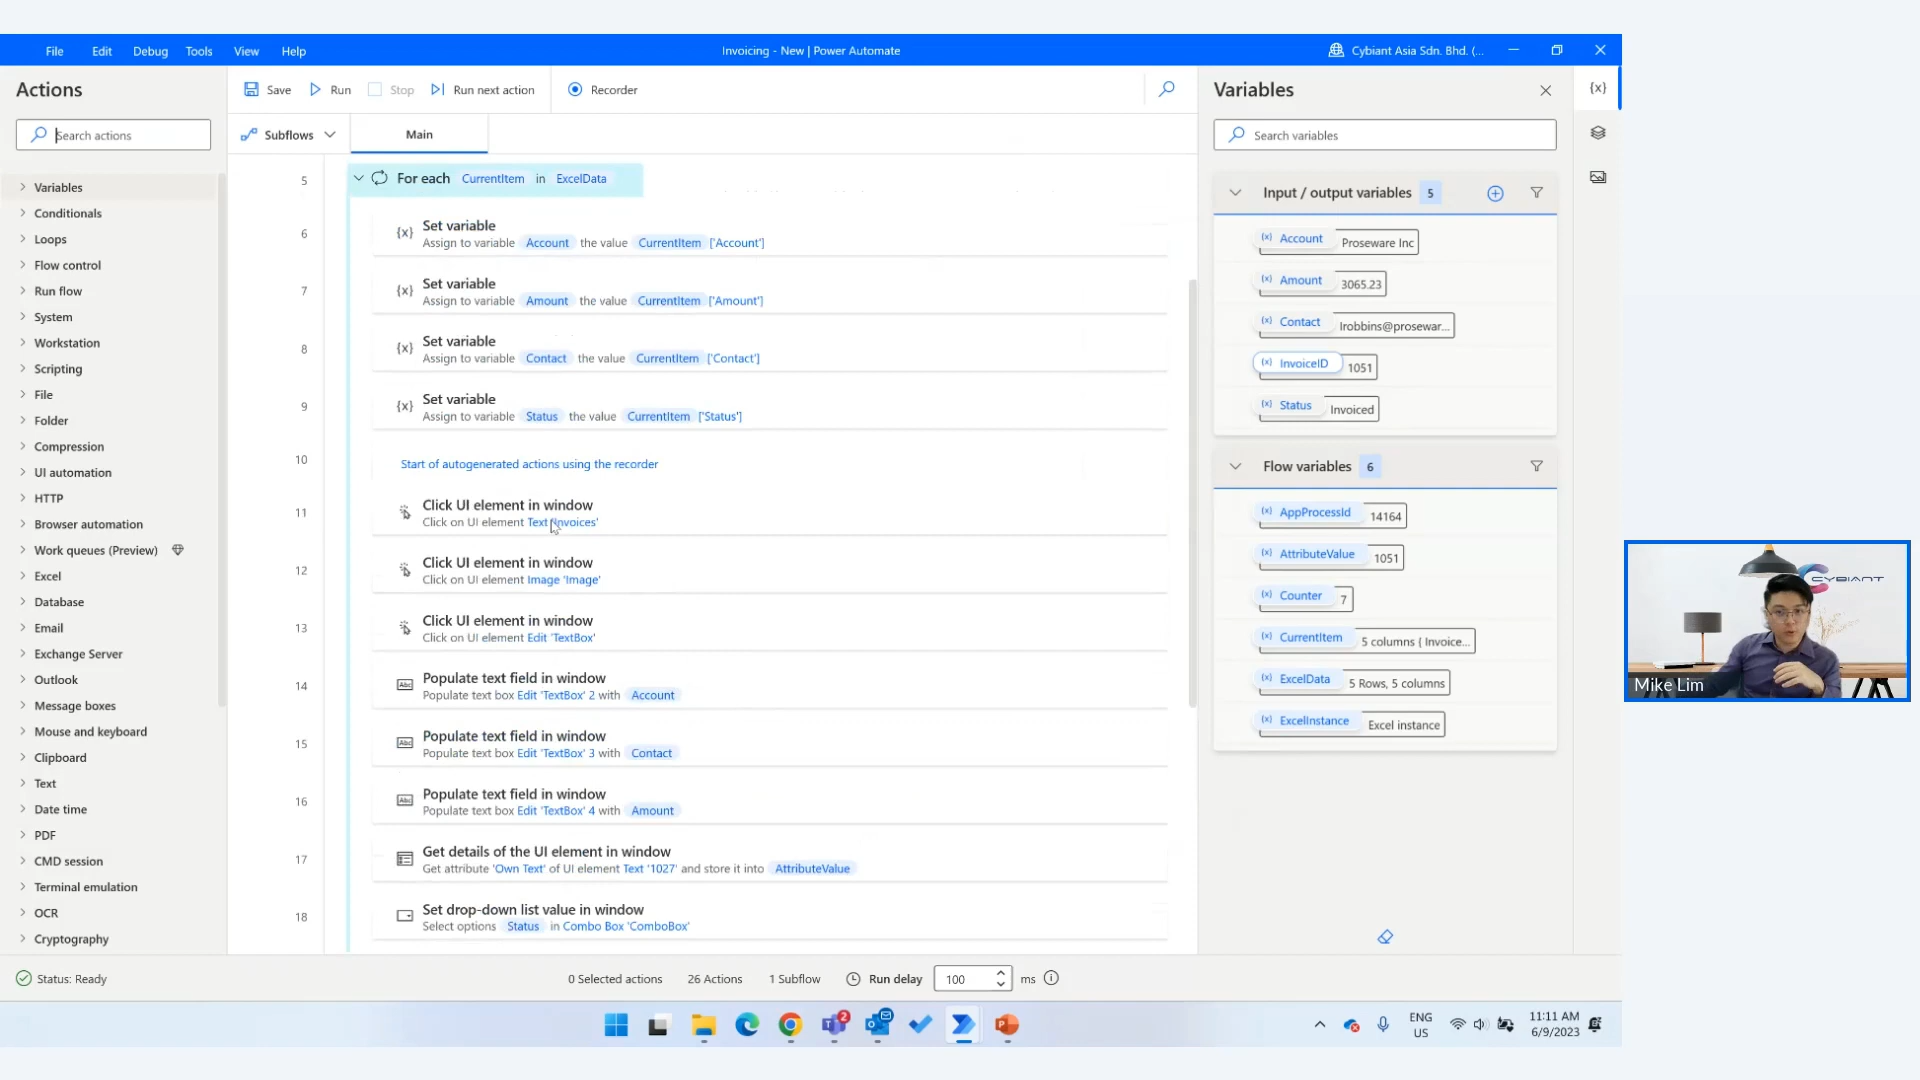 File Edit Debug Tools View Help
Invoicing - New | Power Automate
Cybiant Asia Sdn. Bhd. (...
Actions
Search actions
Variables
Conditionals
Loops
Flow control
Run flow
System
Workstation
Scripting
File
Folder
Compression
UI automation
HTTP
Browser automation
Work queues (Preview)
Excel
Database
Email
Exchange Server
Outlook
Message boxes
Mouse and keyboard
Clipboard
Text
Date time
PDF
CMD session
Terminal emulation
OCR
Cryptography
Save Run Stop Run next action Recorder
Subflows Main
5 For each CurrentItem in ExcelData
6 Set variable
Assign to variable Account the value CurrentItem ['Account']
7 Set variable
Assign to variable Amount the value CurrentItem ['Amount']
8 Set variable
Assign to variable Contact the value CurrentItem ['Contact']
9 Set variable
Assign to variable Status the value CurrentItem ['Status']
10 Start of autogenerated actions using the recorder
11 Click UI element in window
Click on UI element Text 'Invoices'
12 Click UI element in window
Click on UI element Image 'Image'
13 Click UI element in window
Click on UI element Edit 'TextBox'
14 Populate text field in window
Populate text box Edit 'TextBox' 2 with Account
15 Populate text field in window
Populate text box Edit 'TextBox' 3 with Contact
16 Populate text field in window
Populate text box Edit 'TextBox' 4 with Amount
17 Get details of the UI element in window
Get attribute 'Own Text' of UI element Text '1027' and store it into AttributeValue
18 Set drop-down list value in window
Select options Status in Combo Box 'ComboBox'
Variables
Search variables
Input / output variables 5
Account Proseware Inc
Amount 3065.23
Contact lrobbins@prosewar...
InvoiceID 1051
Status Invoiced
Flow variables 6
AppProcessId 14164
AttributeValue 1051
Counter 7
CurrentItem 5 columns { Invoice...
ExcelData 5 Rows, 5 columns
ExcelInstance Excel instance
Status: Ready 0 Selected actions 26 Actions 1 Subflow Run delay 100 ms
2
ENG
US
11:11 AM
6/9/2023
CYBIANT
Mike Lim